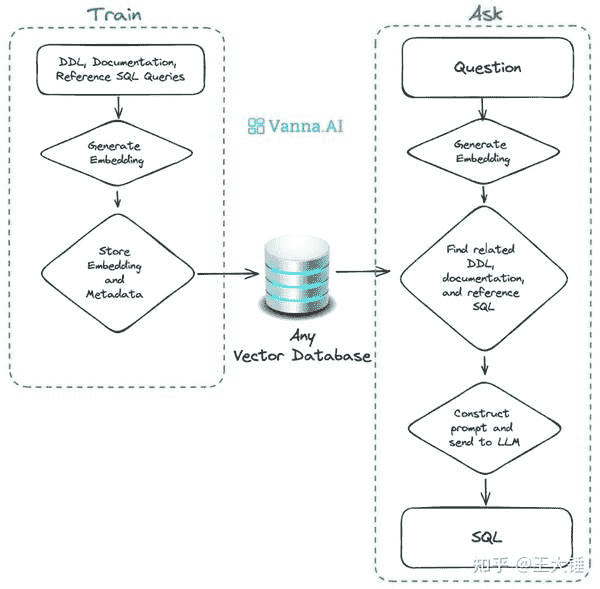 Train
DDL, Documentation,
Reference SQL Queries
Generate
Embedding
Store
Embedding
and
Metadata
Vanna.AI
Any
Vector Database
Ask
Question
Generate
Embedding
Find related
DDL,
documentation,
and reference
SQL
Construct
prompt and
send to LLM
SQL
知乎 @王大锤